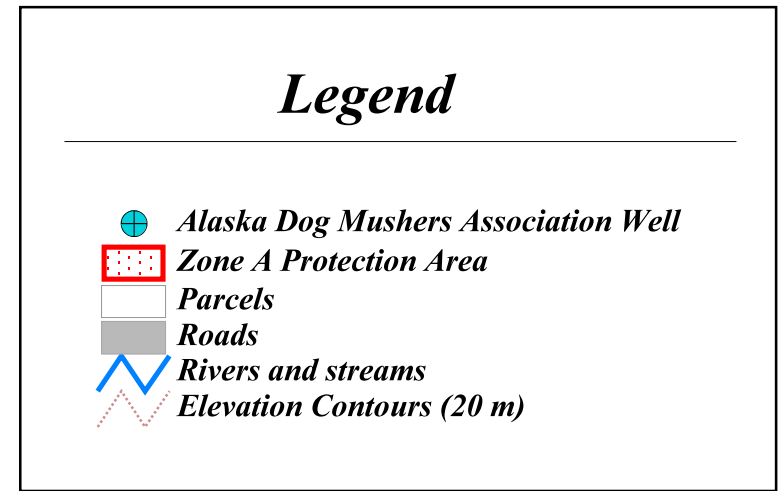 Legend
Alaska Dog Mushers Association Well
Zone A Protection Area
Parcels
Roads
Rivers and streams
Elevation Contours (20 m)